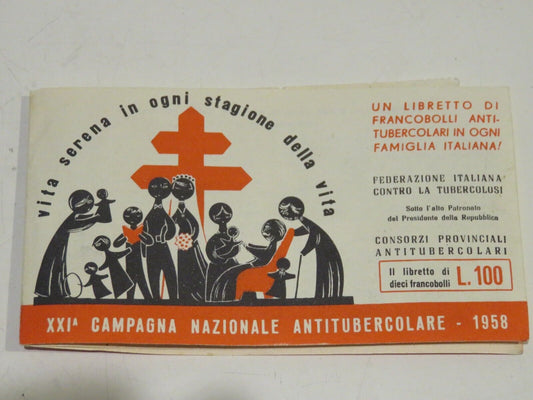 vita serena in ogni stagione della vita
UN LIBRETTO DI
FRANCOBOLLI ANTI-
TUBERCOLARI IN OGNI
FAMIGLIA ITALIANA!
FEDERAZIONE ITALIANA
CONTRO LA TUBERCOLOSI
Sotto l'alto Patronato
del Presidente della Repubblica
CONSORZI PROVINCIALI
ANTITUBERCOLARI
Il libretto di
dieci francobolli
L. 100
XXIª CAMPAGNA NAZIONALE ANTITUBERCOLARE - 1958